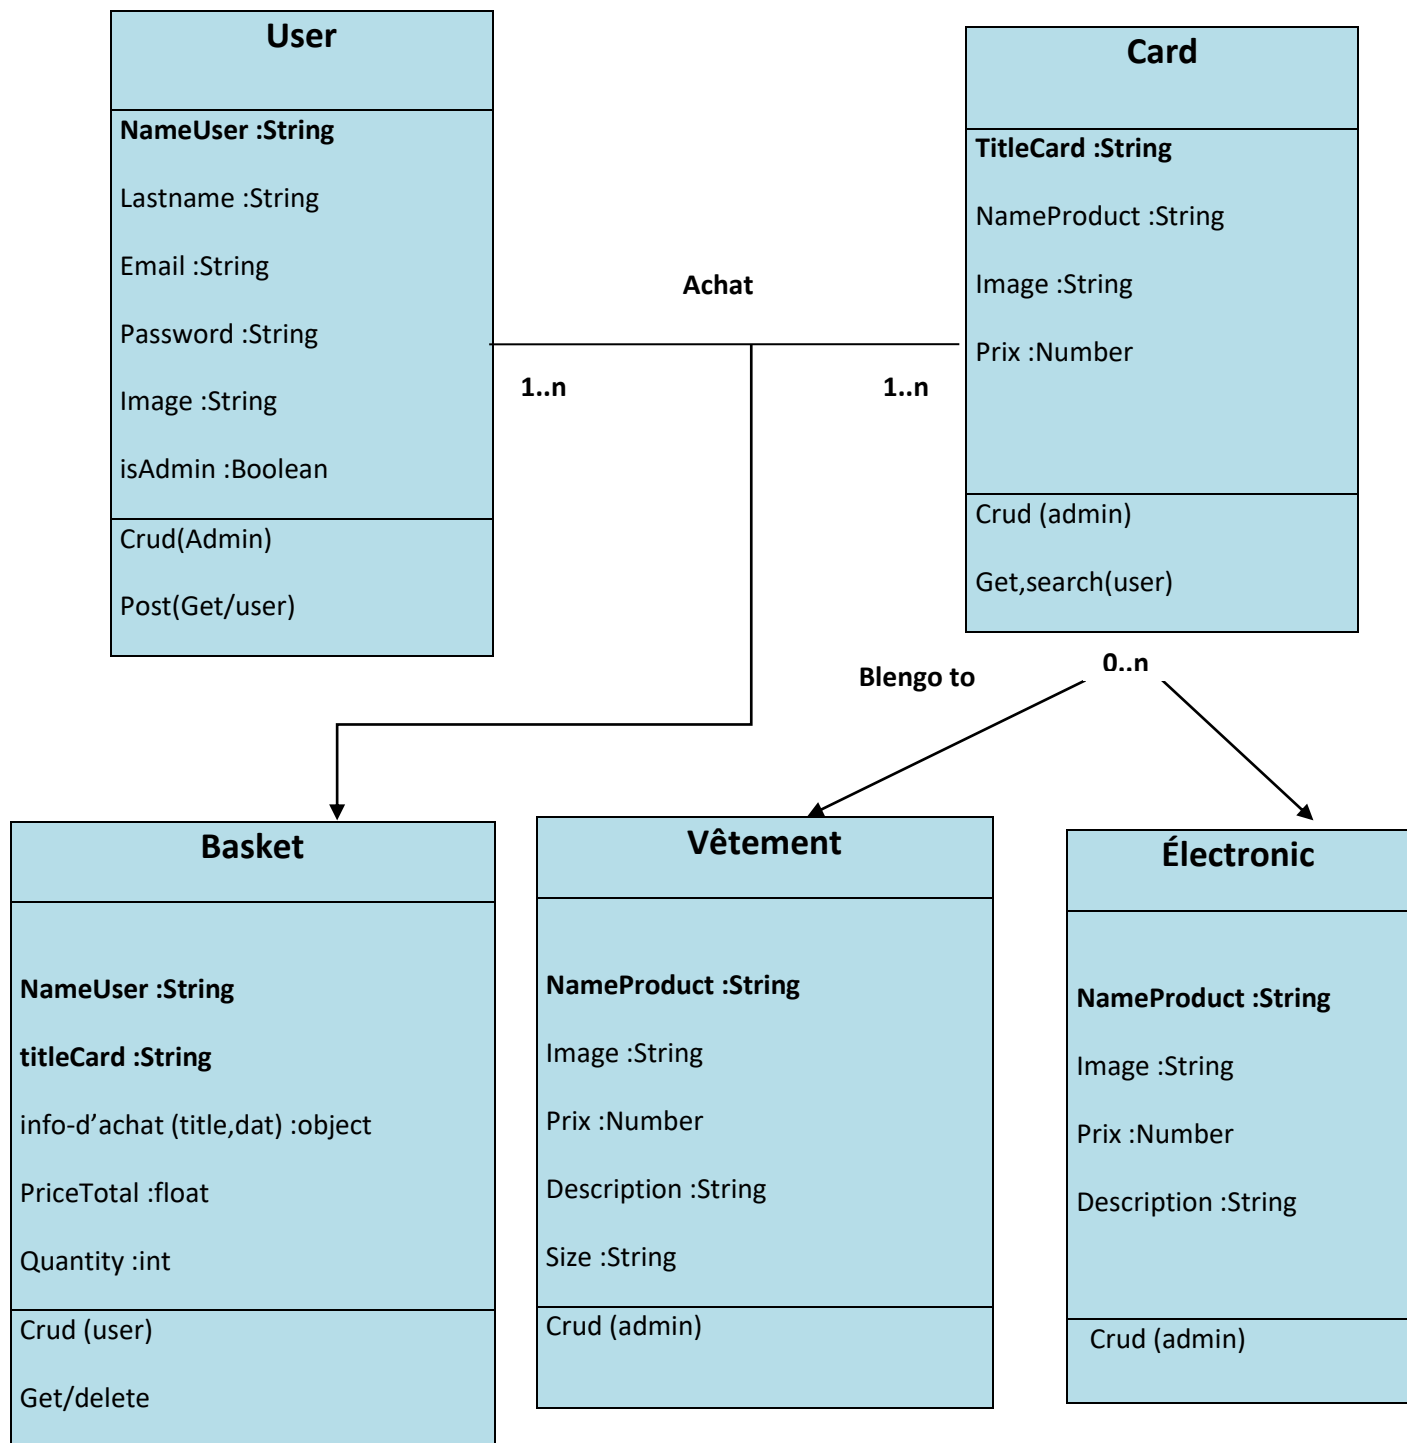 User
NameUser :String
Lastname :String
Email :String
Password :String
Image :String
isAdmin :Boolean
Crud(Admin)
Post(Get/user)
Achat
1..n
1..n
Card
TitleCard :String
NameProduct :String
Image :String
Prix :Number
Crud (admin)
Get,search(user)
Blengo to
0..n
Basket
NameUser :String
titleCard :String
info-d’achat (title,dat) :object
PriceTotal :float
Quantity :int
Crud (user)
Get/delete
Vêtement
NameProduct :String
Image :String
Prix :Number
Description :String
Size :String
Crud (admin)
Électronic
NameProduct :String
Image :String
Prix :Number
Description :String
Crud (admin)